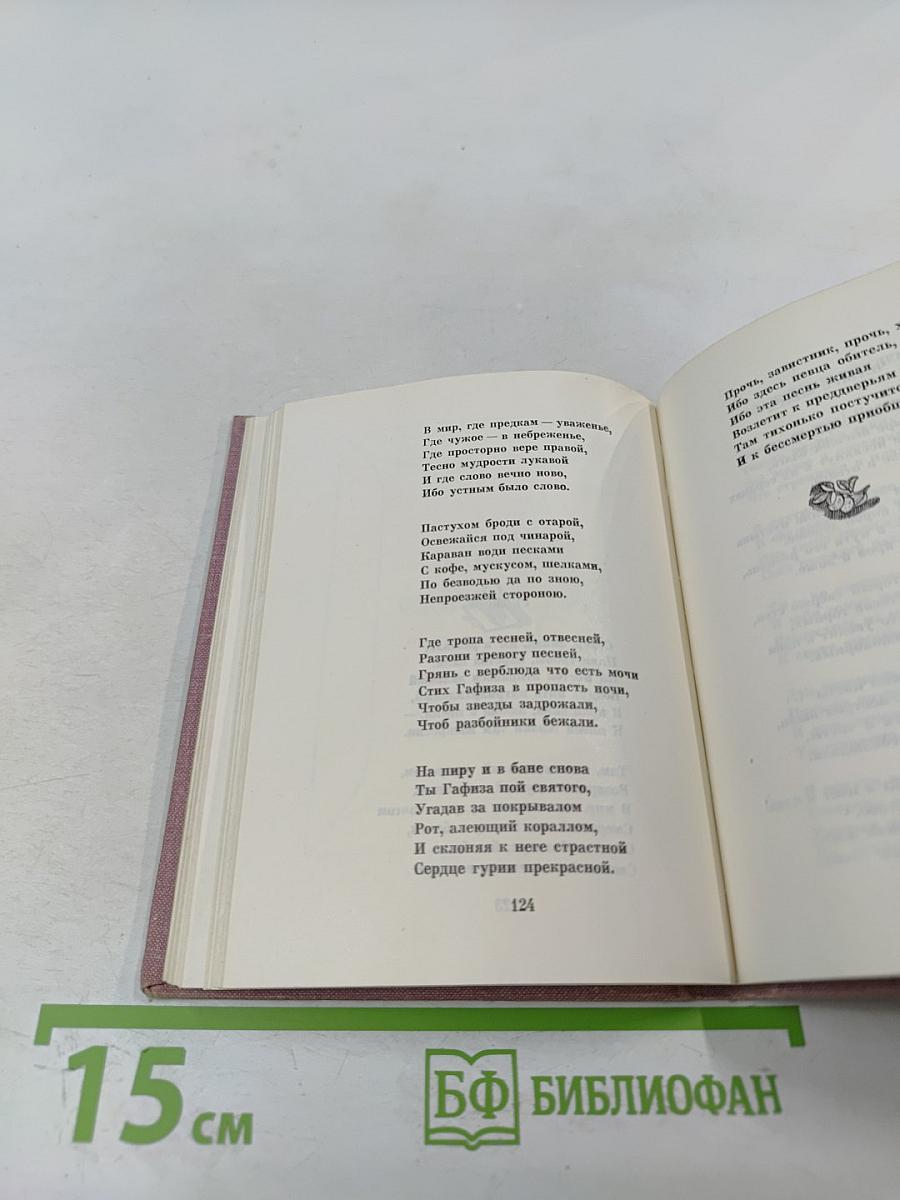 В мир, где предкам — уваженье,
Где чужое — в небреженье,
Где просторно вере правой,
Тесно мудрости лукавой
И где слово вечно ново,
Ибо устным было слово.
Пастухом броди с отарой,
Освежайся под чинарой,
Караван води песками
С кофе, мускусом, шелками,
По безводью да по зною,
Непроезжей стороною.
Где тропа тесней, отвесней,
Разгони тревогу песней,
Грянь с верблюда что есть мочи
Стих Гафиза в пропасть ночи,
Чтобы звезды задрожали,
Чтоб разбойники бежали.
На пиру и в бане снова
Ты Гафиза пой святого,
Угадав за покрывалом
Рот, алеющий кораллом,
И склоняя к неге страстной
Сердце гурии прекрасной.
124
Прочь, завистник, прочь,
Ибо здесь певца обитель,
Ибо эта песнь живая
Возлетит к преддверьям
Там тихонько
И к бессмертью
15 см
БФ БИБЛИОФАН